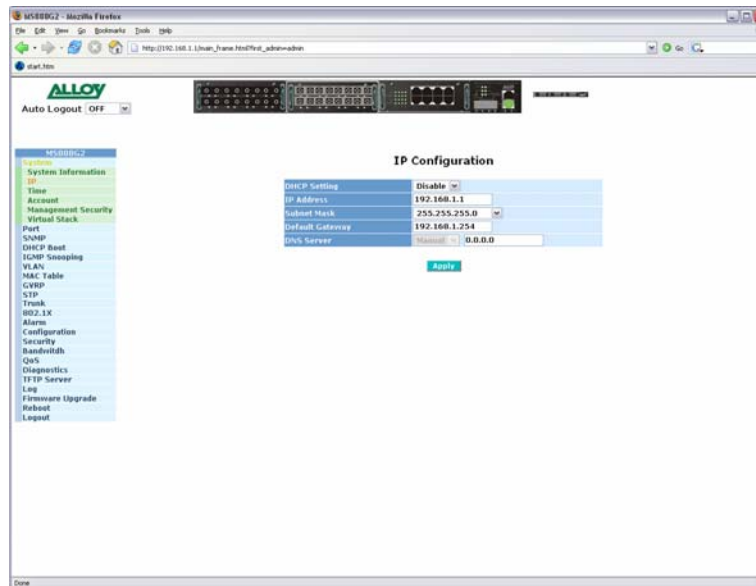 MS888G2 - Mozilla Firefox
File Edit View Go Bookmarks Tools Help
http://192.168.1.1/main_frame.html?first_admin=admin
Go
start.htm
ALLOY
Auto Logout OFF
MS888G2
System
System Information
IP
Time
Account
Management Security
Virtual Stack
Port
SNMP
DHCP Boot
IGMP Snooping
VLAN
MAC Table
GVRP
STP
Trunk
802.1X
Alarm
Configuration
Security
Bandwitdh
QoS
Diagnostics
TFTP Server
Log
Firmware Upgrade
Reboot
Logout
IP Configuration
DHCP Setting Disable
IP Address 192.168.1.1
Subnet Mask 255.255.255.0
Default Gateway 192.168.1.254
DNS Server Manual 0.0.0.0
Apply
Done